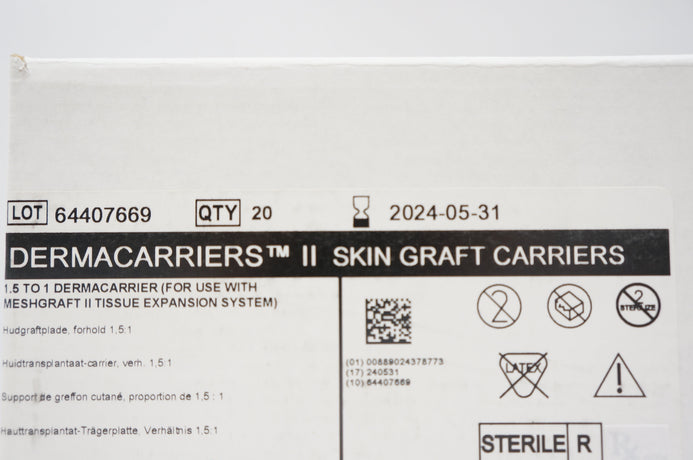 LOT 64407669 QTY 20 2024-05-31
DERMACARRIERS™ II SKIN GRAFT CARRIERS
1.5 TO 1 DERMACARRIER (FOR USE WITH
MESHGRAFT II TISSUE EXPANSION SYSTEM)
Hudgraftplade, forhold 1,5:1
Huidtransplantaat-carrier, verh. 1,5:1
Support de greffon cutané, proportion de 1,5 : 1
Hauttransplantat-Trägerplatte, Verhältnis 1,5:1
(01) 00889024378773
(17) 240531
(10) 64407669
2
2
STERILIZE
LATEX
!
STERILE R
Rx